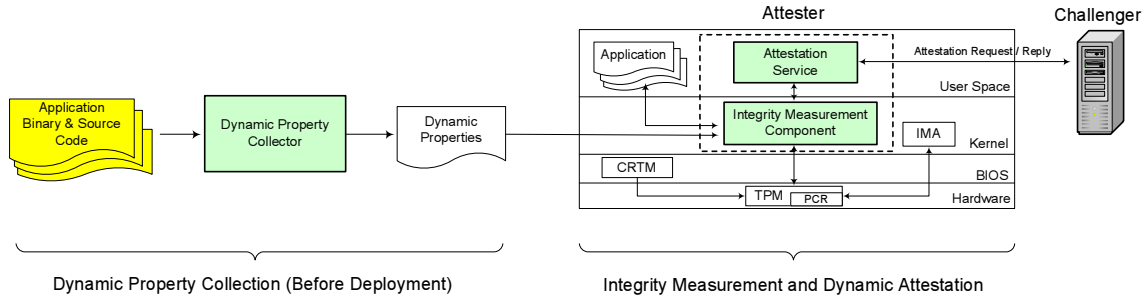 Attester
Challenger
Application
Attestation
Service
Attestation Request / Reply
User Space
Application
Binary & Source
Code
Dynamic Property
Collector
Dynamic
Properties
Integrity Measurement
Component
IMA
Kernel
CRTM
BIOS
TPM
PCR
Hardware
Dynamic Property Collection (Before Deployment)
Integrity Measurement and Dynamic Attestation